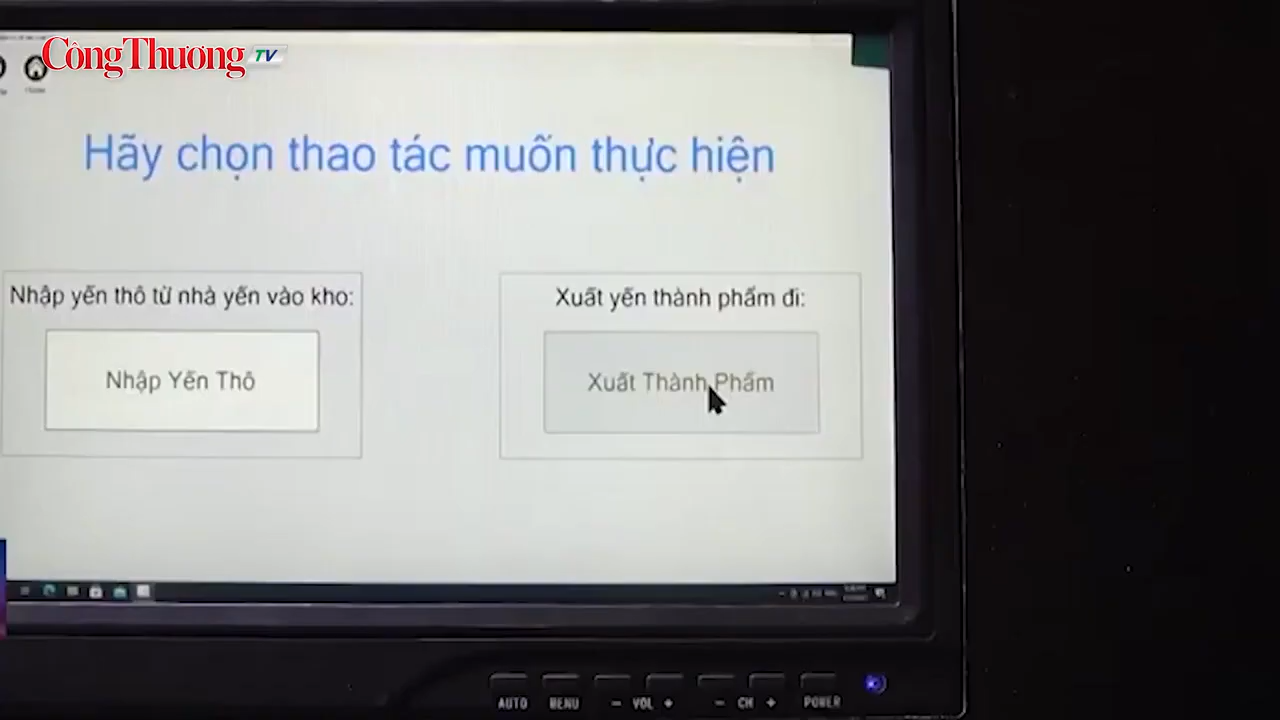 CôngThương TV
Hãy chọn thao tác muốn thực hiện
Nhập yến thô từ nhà yến vào kho:
Nhập Yến Thô
Xuất yến thành phẩm đi:
Xuất Thành Phẩm
AUTO MENU - VOL + - CH + POWER